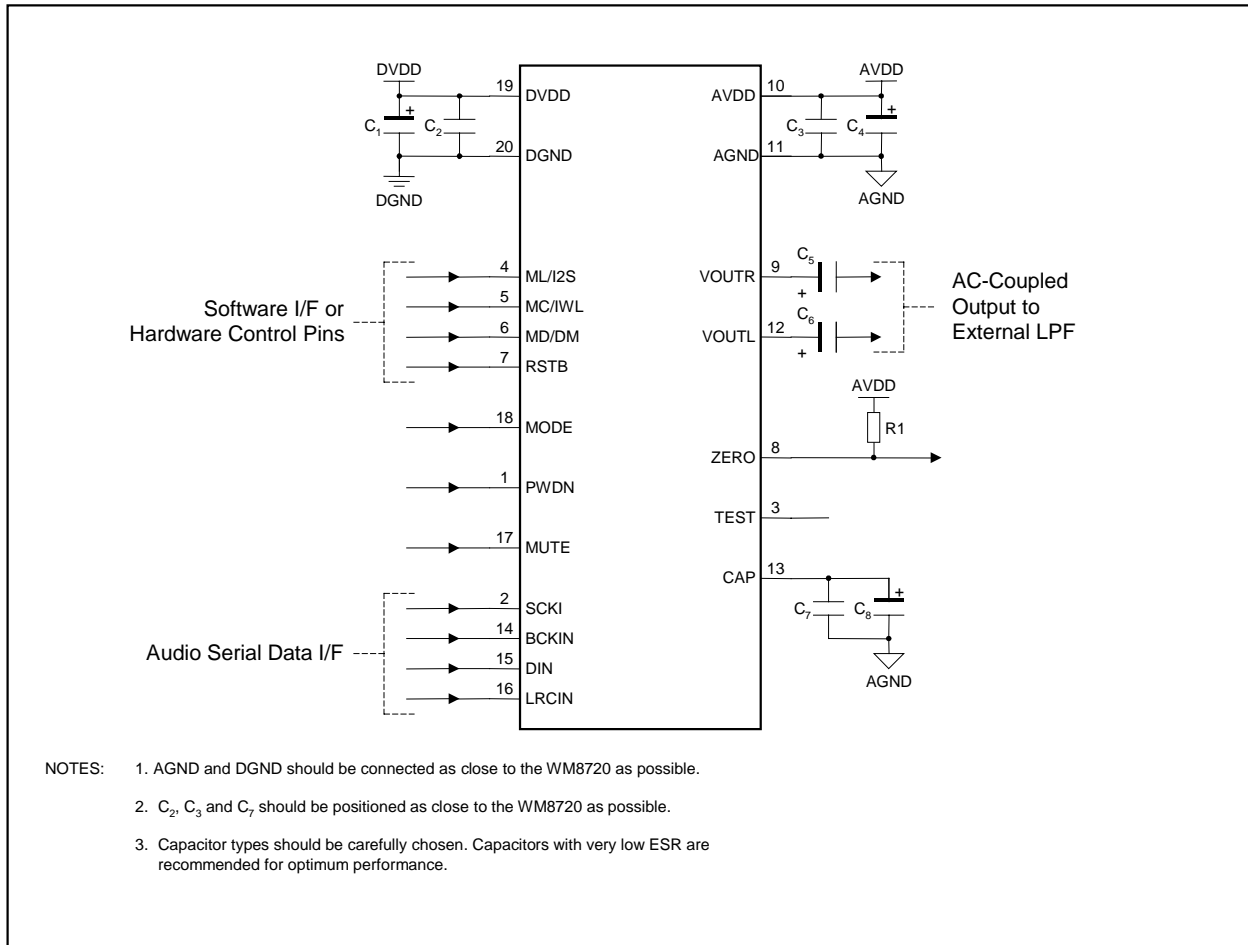 DVDD
19
DVDD
+
C1
C2
20
DGND
DGND
AVDD
10
AVDD
+
C3
C4
11
AGND
AGND
Software I/F or
Hardware Control Pins
4
ML/I2S
5
MC/IWL
6
MD/DM
7
RSTB
18
MODE
1
PWDN
17
MUTE
Audio Serial Data I/F
2
SCKI
14
BCKIN
15
DIN
16
LRCIN
VOUTR
9
C5
+
VOUTL
12
C6
+
AC-Coupled
Output to
External LPF
AVDD
R1
ZERO
8
TEST
3
CAP
13
+
C7
C8
AGND
NOTES:
1. AGND and DGND should be connected as close to the WM8720 as possible.
2. C2, C3 and C7 should be positioned as close to the WM8720 as possible.
3. Capacitor types should be carefully chosen. Capacitors with very low ESR are
recommended for optimum performance.